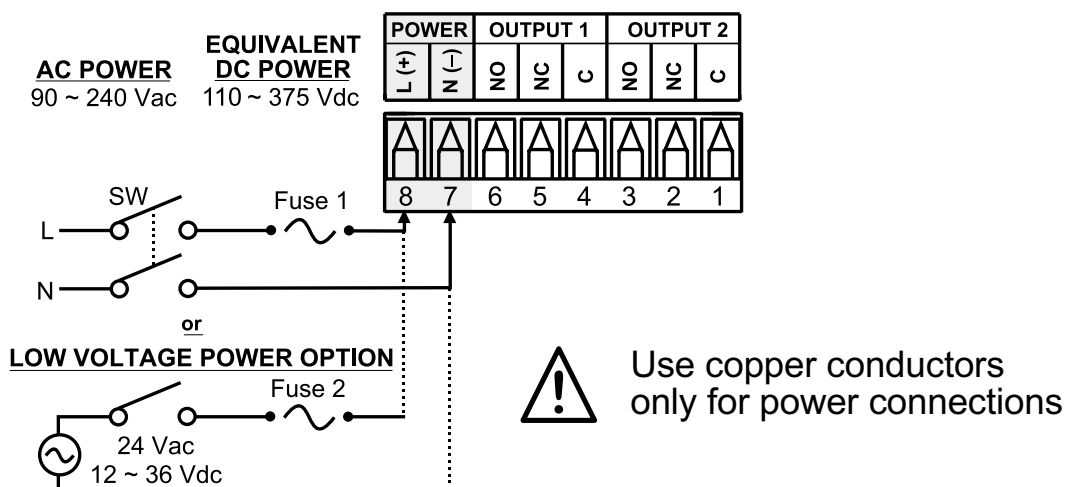 AC POWER
90 ~ 240 Vac
EQUIVALENT
DC POWER
110 ~ 375 Vdc
POWER OUTPUT 1 OUTPUT 2
L (+) N (−) NO NC C NO NC C
8 7 6 5 4 3 2 1
SW
Fuse 1
L
N
or
LOW VOLTAGE POWER OPTION
Fuse 2
24 Vac
12 ~ 36 Vdc
!
Use copper conductors
only for power connections